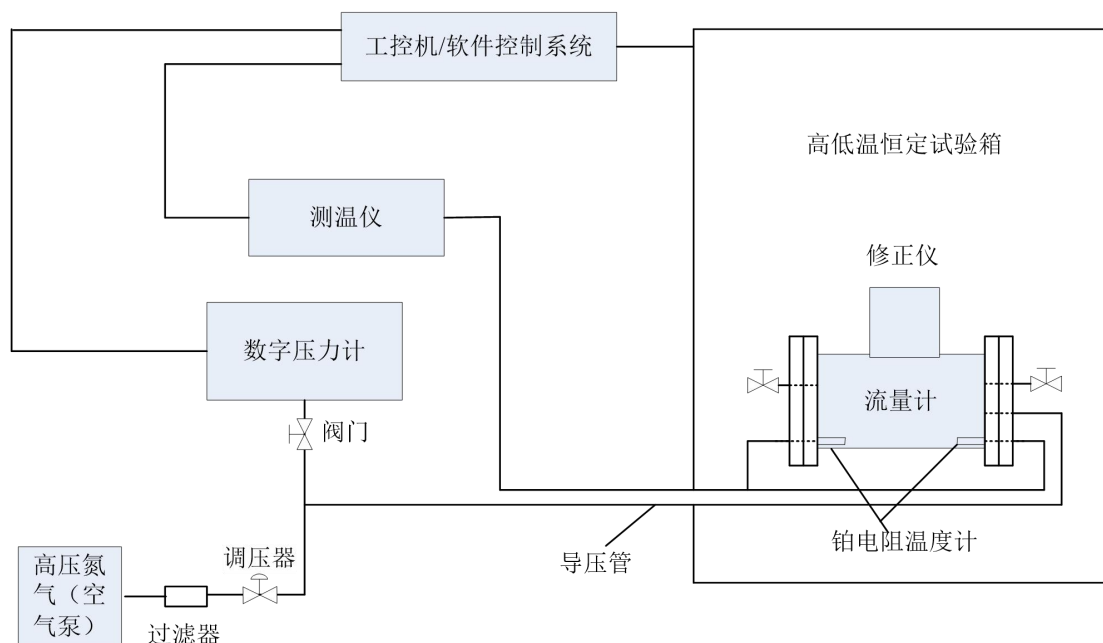 工控机/软件控制系统
高低温恒定试验箱
测温仪
修正仪
数字压力计
流量计
阀门
铂电阻温度计
调压器
导压管
高压氮
气（空
气泵）
过滤器